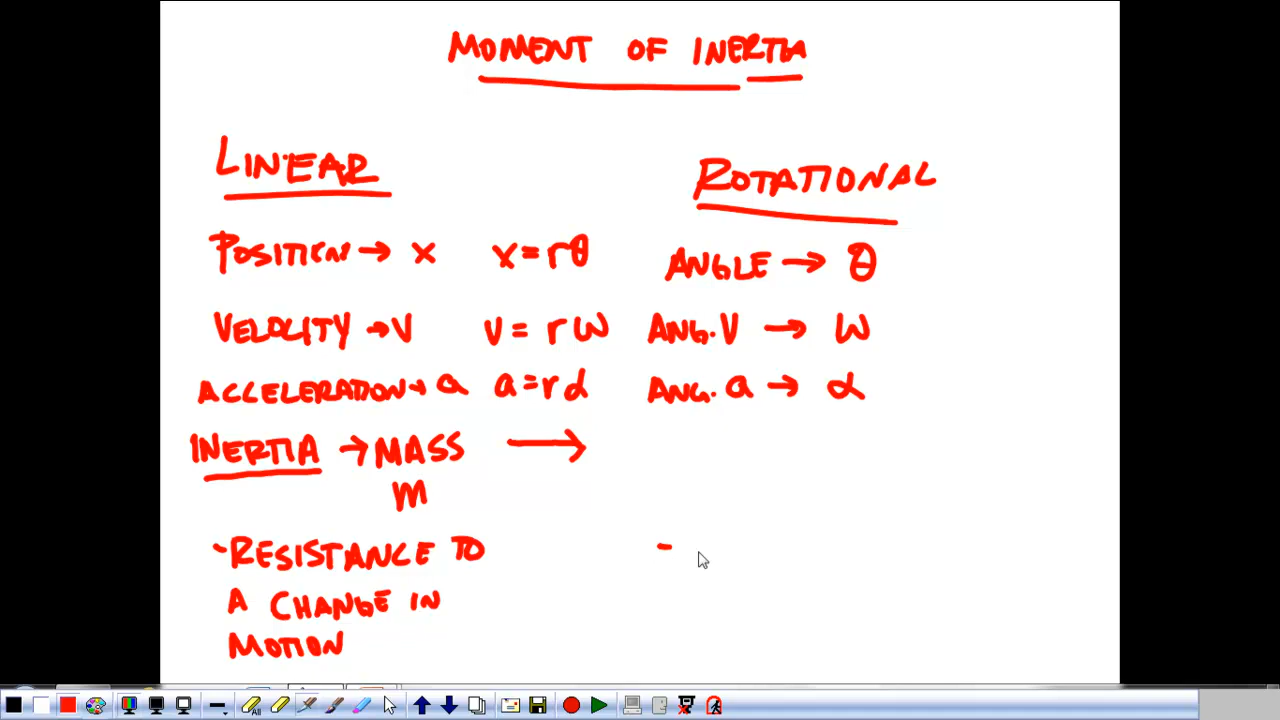 MOMENT OF INERTIA
LINEAR
ROTATIONAL
POSITION → x x = rθ ANGLE → θ
VELOCITY → V V = rω ANG. V → ω
ACCELERATION → a a = rα ANG. a → α
INERTIA → MASS →
m
- RESISTANCE TO -
A CHANGE IN
MOTION
All